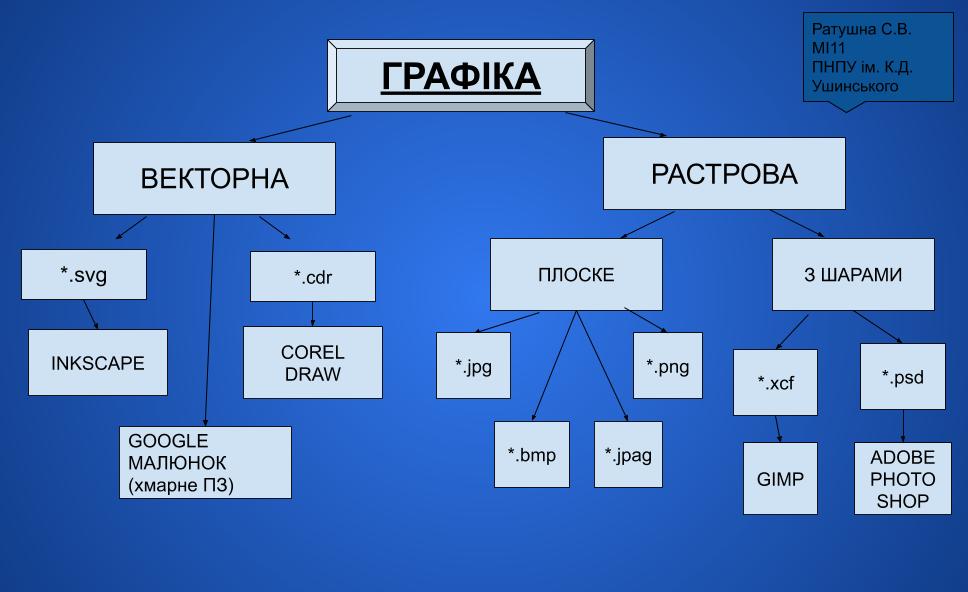 Ратушна С.В.
МІ11
ПНПУ ім. К.Д.
Ушинського
ГРАФІКА
ВЕКТОРНА
РАСТРОВА
*.svg
*.cdr
ПЛОСКЕ
З ШАРАМИ
INKSCAPE
COREL
DRAW
*.jpg
*.png
*.xcf
*.psd
GOOGLE
МАЛЮНОК
(хмарне ПЗ)
*.bmp
*.jpag
GIMP
ADOBE
PHOTO
SHOP